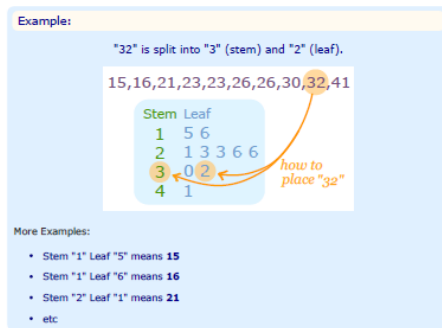 Example:
"32" is split into "3" (stem) and "2" (leaf).
15,16,21,23,23,26,26,30,32,41
Stem Leaf
1 5 6
2 1 3 3 6 6
3 0 2
4 1
how to
place "32"
More Examples:
• Stem "1" Leaf "5" means 15
• Stem "1" Leaf "6" means 16
• Stem "2" Leaf "1" means 21
• etc